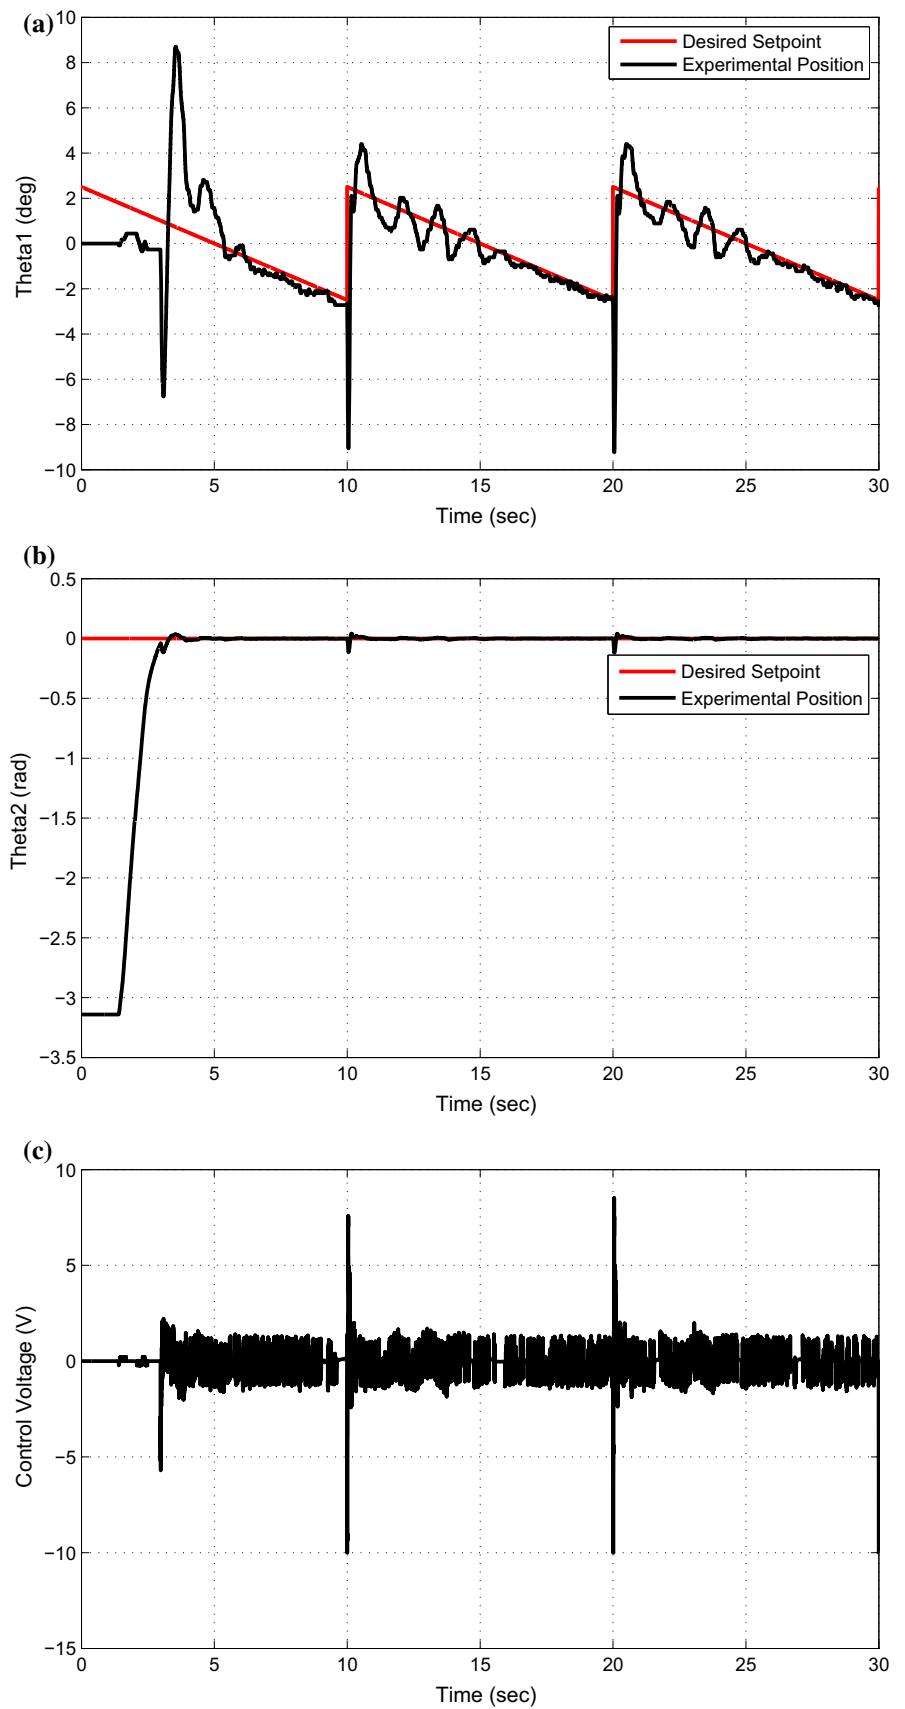 (a)
10
8
6
4
2
0
−2
−4
−6
−8
−10
Theta1 (deg)
Desired Setpoint
Experimental Position
0 5 10 15 20 25 30
Time (sec)
(b)
0.5
0
−0.5
−1
−1.5
−2
−2.5
−3
−3.5
Theta2 (rad)
Desired Setpoint
Experimental Position
0 5 10 15 20 25 30
Time (sec)
(c)
10
5
0
−5
−10
−15
Control Voltage (V)
0 5 10 15 20 25 30
Time (sec)